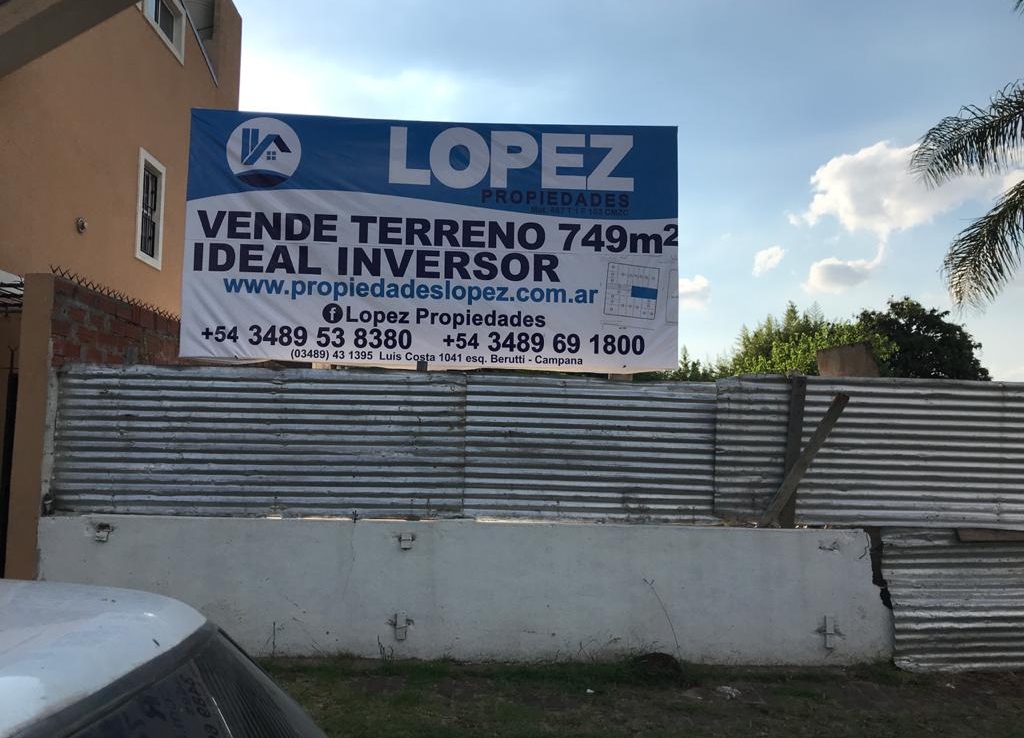 LOPEZ
PROPIEDADES
VENDE TERRENO 749m²
IDEAL INVERSOR
www.propiedadeslopez.com.ar
Lopez Propiedades
+54 3489 53 8380 +54 3489 69 1800
(03489) 43 1395 Luis Costa 1041 esq. Berutti - Campana